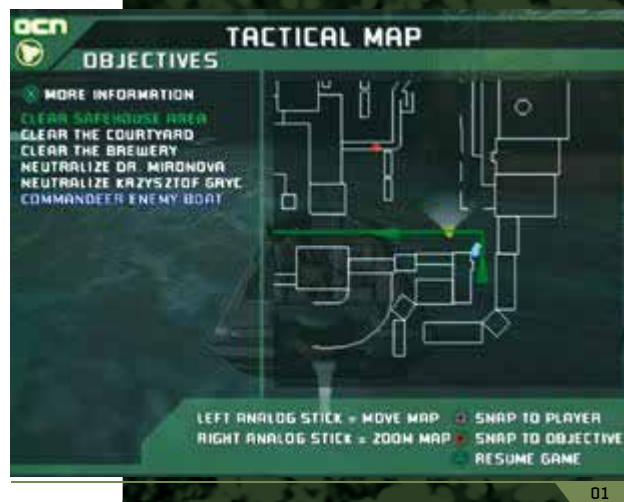 OCN
TACTICAL MAP
OBJECTIVES
MORE INFORMATION
CLEAR SAFEHOUSE AREA
CLEAR THE COURTYARD
CLEAR THE BREWERY
NEUTRALIZE DR. MIRONOVA
NEUTRALIZE KRZYSZTOF GRYC
COMMANDEER ENEMY BOAT
LEFT ANALOG STICK = MOVE MAP
SNAP TO PLAYER
RIGHT ANALOG STICK = ZOOM MAP
SNAP TO OBJECTIVE
RESUME GAME
01